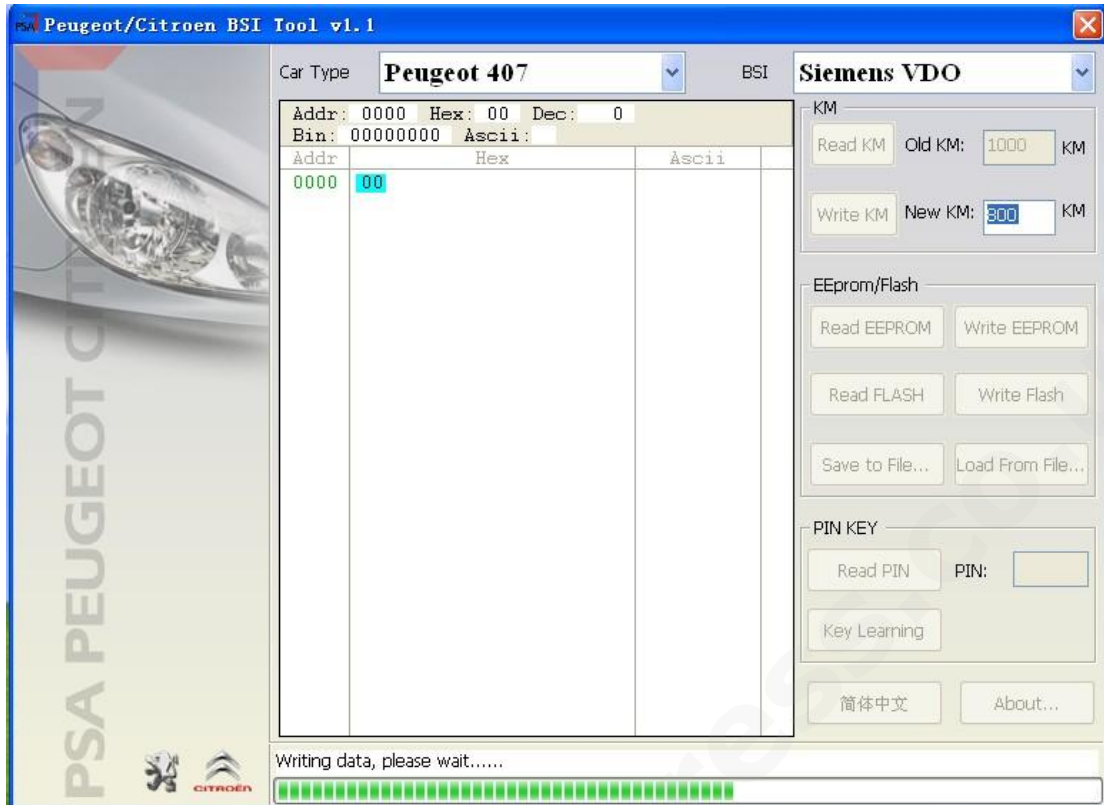 PSA Peugeot/Citroen BSI Tool v1.1
Car Type Peugeot 407 BSI Siemens VDO
Addr: 0000 Hex: 00 Dec: 0
Bin: 00000000 Ascii:
Addr Hex Ascii
0000 00
KM
Read KM Old KM: 1000 KM
Write KM New KM: 800 KM
EEprom/Flash
Read EEPROM Write EEPROM
Read FLASH Write Flash
Save to File... Load From File...
PIN KEY
Read PIN PIN:
Key Learning
简体中文 About...
Writing data, please wait......
PSA PEUGEOT CITROËN
CITROËN